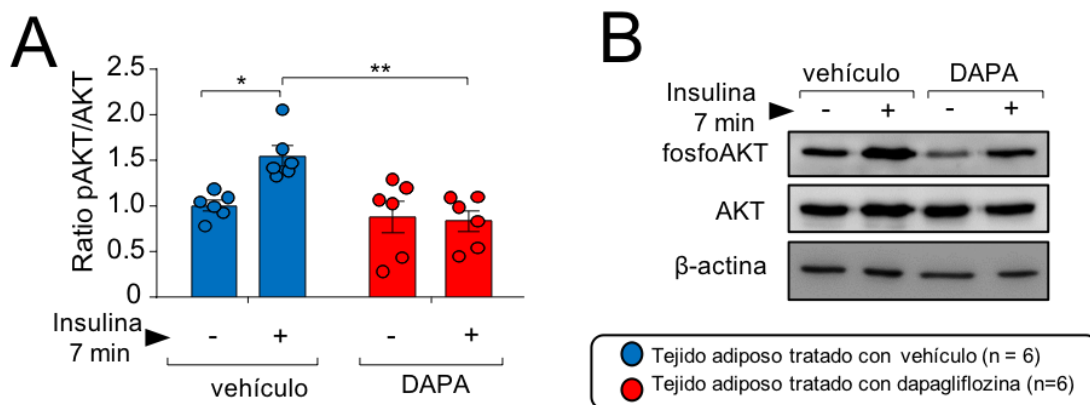 A
Ratio pAKT/AKT
2.5
2.0
1.5
1.0
0.5
0
* **
Insulina
7 min
- + - +
vehículo DAPA
B
vehículo DAPA
Insulina
7 min
- + - +
fosfoAKT
AKT
β-actina
Tejido adiposo tratado con vehículo (n = 6)
Tejido adiposo tratado con dapagliflozina (n=6)